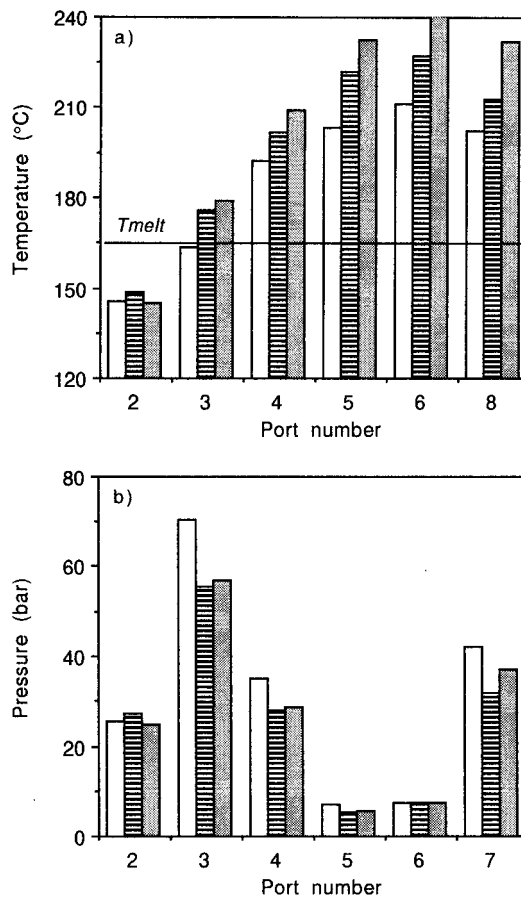 a)
240
210
180
150
120
Temperature (°C)
Tmelt
2 3 4 5 6 8
Port number
b)
80
60
40
20
0
Pressure (bar)
2 3 4 5 6 7
Port number